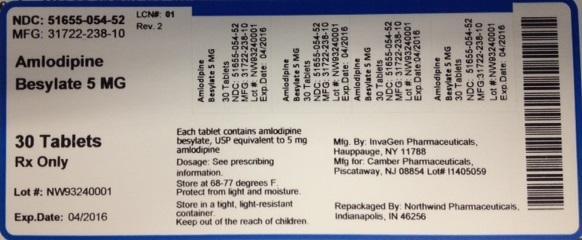 NDC: 51655-054-52
MFG: 31722-238-10
LCN#: 01
Rev. 2
Amlodipine
Besylate 5 MG
30 Tablets
Rx Only
Lot #: NW93240001
Exp.Date: 04/2016
Amlodipine
Besylate 5 MG
30 Tablets
NDC: 51655-054-52
MFG: 31722-238-10
Lot #: NW93240001
Exp.Date: 04/2016
Amlodipine
Besylate 5 MG
30 Tablets
NDC: 51655-054-52
MFG: 31722-238-10
Lot #: NW93240001
Exp.Date: 04/2016
Amlodipine
Besylate 5 MG
30 Tablets
NDC: 51655-054-52
MFG: 31722-238-10
Lot #: NW93240001
Exp.Date 04/2016
Amlodipine
Besylate 5 MG
30 Tablets
NDC: 51655-054-52
MFG: 31722-238-10
Lot #: NW93240001
Exp.Date: 04/2016
Each tablet contains amlodipine
besylate, USP equivalent to 5 mg
amlodipine
Dosage: See prescribing
information.
Store at 68-77 degrees F.
Protect from light and moisture.
Store in a tight, light-resistant
container.
Keep out of the reach of children.
Mfg. By: InvaGen Pharmaceuticals,
Hauppauge, NY 11788
Mfg for: Camber Pharmaceuticals,
Piscataway, NJ 08854 Lot# I1405059
Repackaged By: Northwind Pharmaceuticals,
Indianapolis, IN 46256